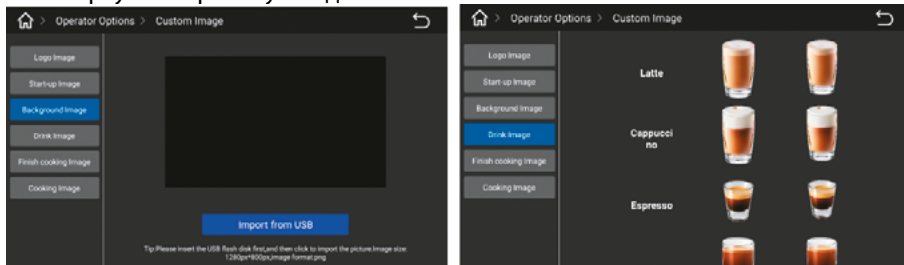 Operator Options > Custom Image
Logo Image
Start-up Image
Background Image
Drink Image
Finish cooking Image
Cooking Image
Import from USB
Tip:Please insert the USB flash disk first,and then click to import the picture.Image size:
1280px*800px,image format:png
Operator Options > Custom Image
Logo Image
Start-up Image
Background Image
Drink Image
Finish cooking Image
Cooking Image
Latte
Cappucci
no
Espresso